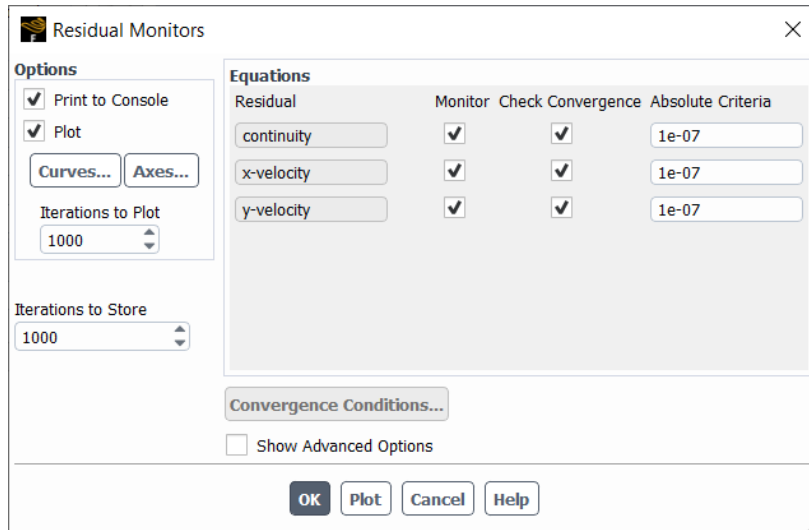 Residual Monitors
Options
Print to Console
Plot
Curves... Axes...
Iterations to Plot
1000
Iterations to Store
1000
Equations
Residual Monitor Check Convergence Absolute Criteria
continuity 1e-07
x-velocity 1e-07
y-velocity 1e-07
Convergence Conditions...
Show Advanced Options
OK Plot Cancel Help